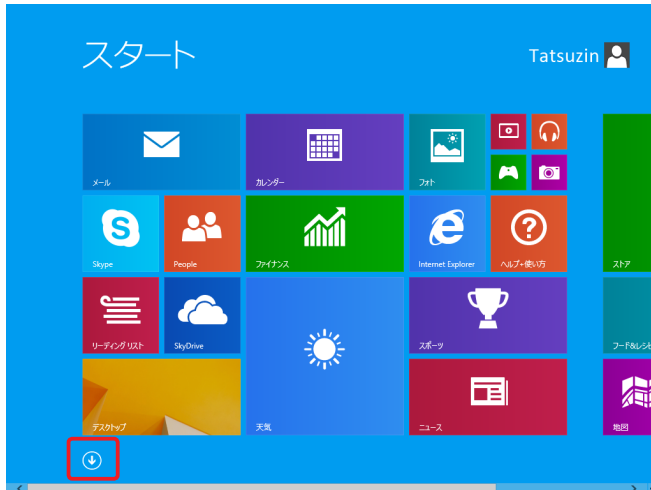 スタート
Tatsuzin
メール
カレンダー
フォト
Skype
People
ファイナンス
Internet Explorer
ヘルプ+使い方
ストア
リーディング リスト
SkyDrive
天気
スポーツ
フード&レシピ
デスクトップ
ニュース
地図